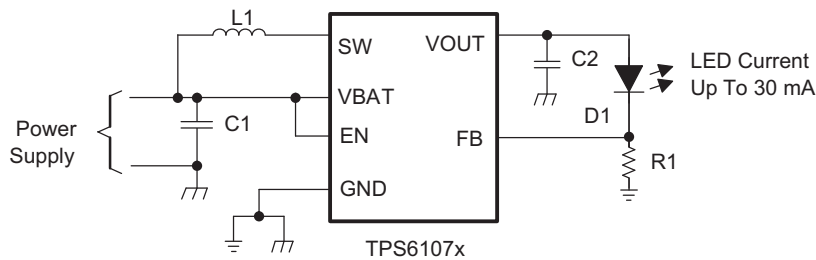 L1
SW
VOUT
C2
LED Current
Up To 30 mA
VBAT
D1
C1
Power
Supply
EN
FB
R1
GND
TPS6107x